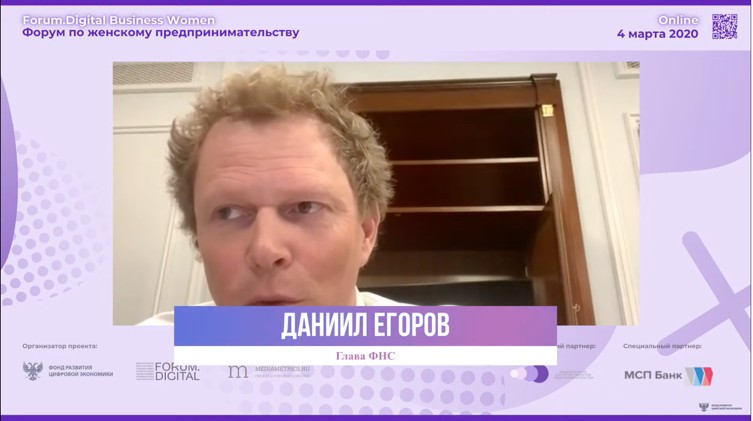 Forum.Digital Business Women
Форум по женскому предпринимательству
Online
4 марта 2020
ДАНИИЛ ЕГОРОВ
Глава ФНС
Организатор проекта:
партнер:
Специальный партнер:
ФОНД РАЗВИТИЯ
ЦИФРОВОЙ ЭКОНОМИКИ
FORUM.
DIGITAL
m MEDIAMETRICS.RU
МСП Банк